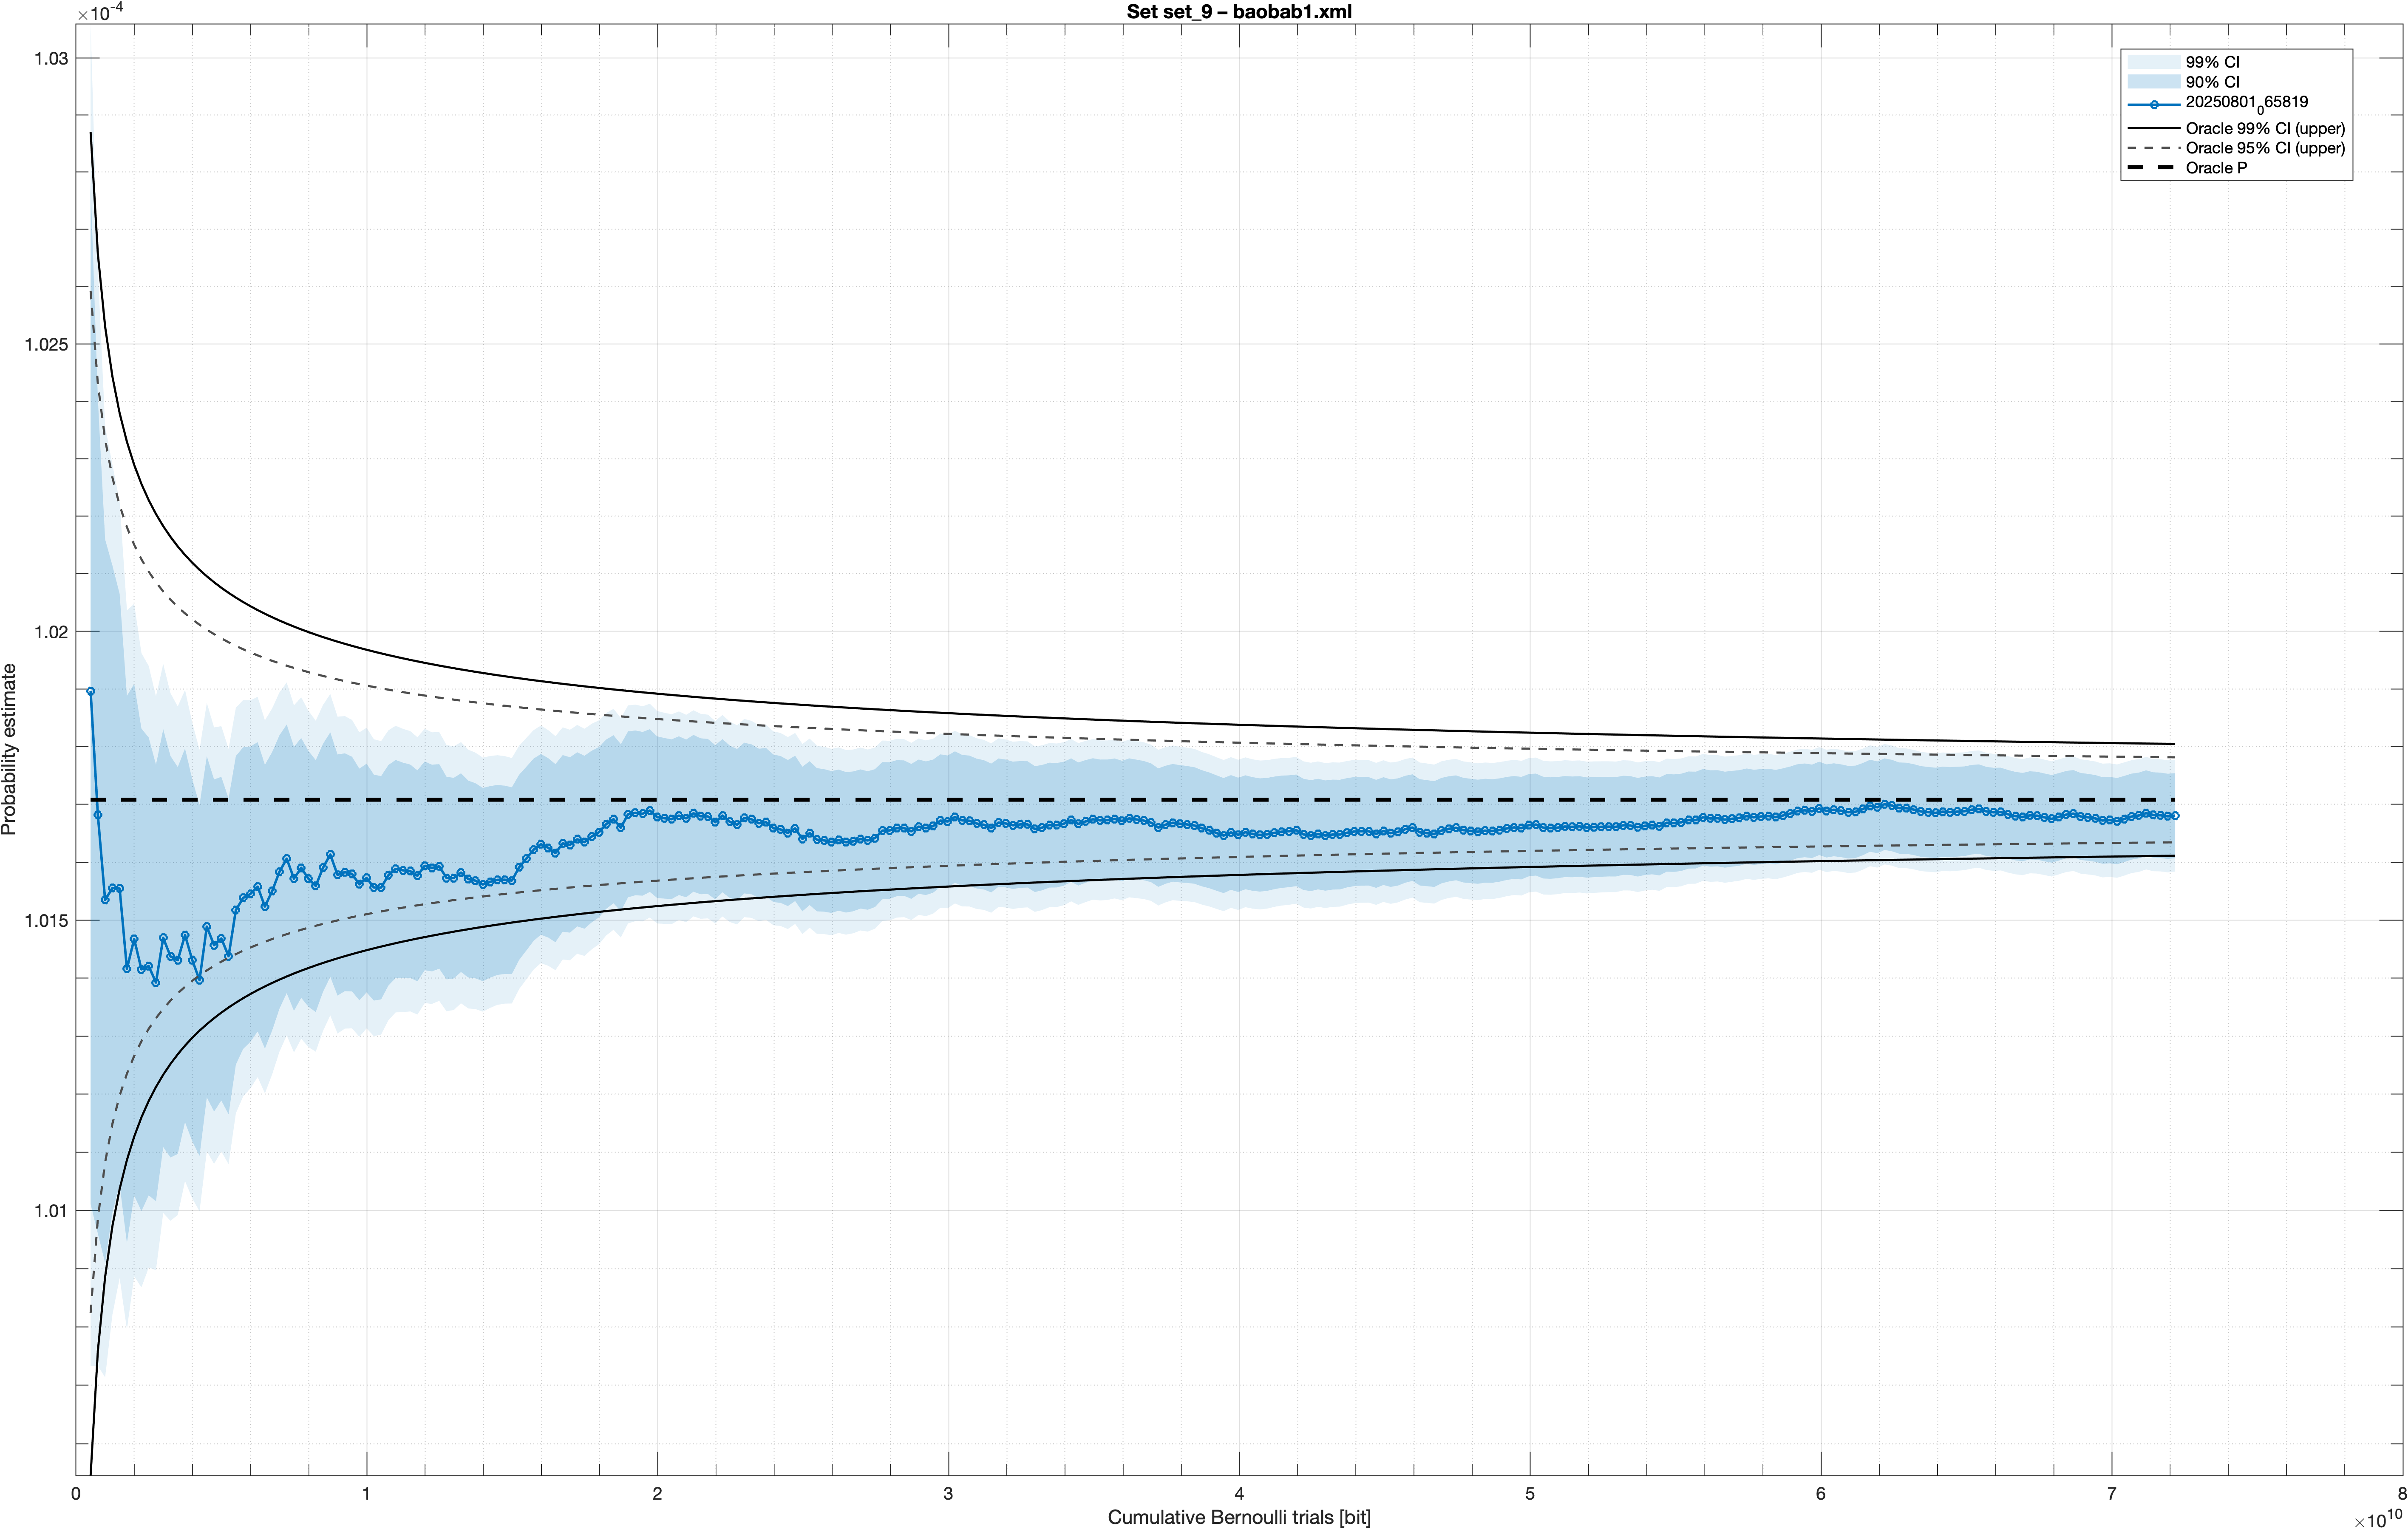 Set set_9 – baobab1.xml
×10⁻⁴
1.03
1.025
1.02
1.015
1.01
Probability estimate
99% CI
90% CI
20250801₀65819
Oracle 99% CI (upper)
Oracle 95% CI (upper)
Oracle P
0 1 2 3 4 5 6 7 8
Cumulative Bernoulli trials [bit]
×10¹⁰